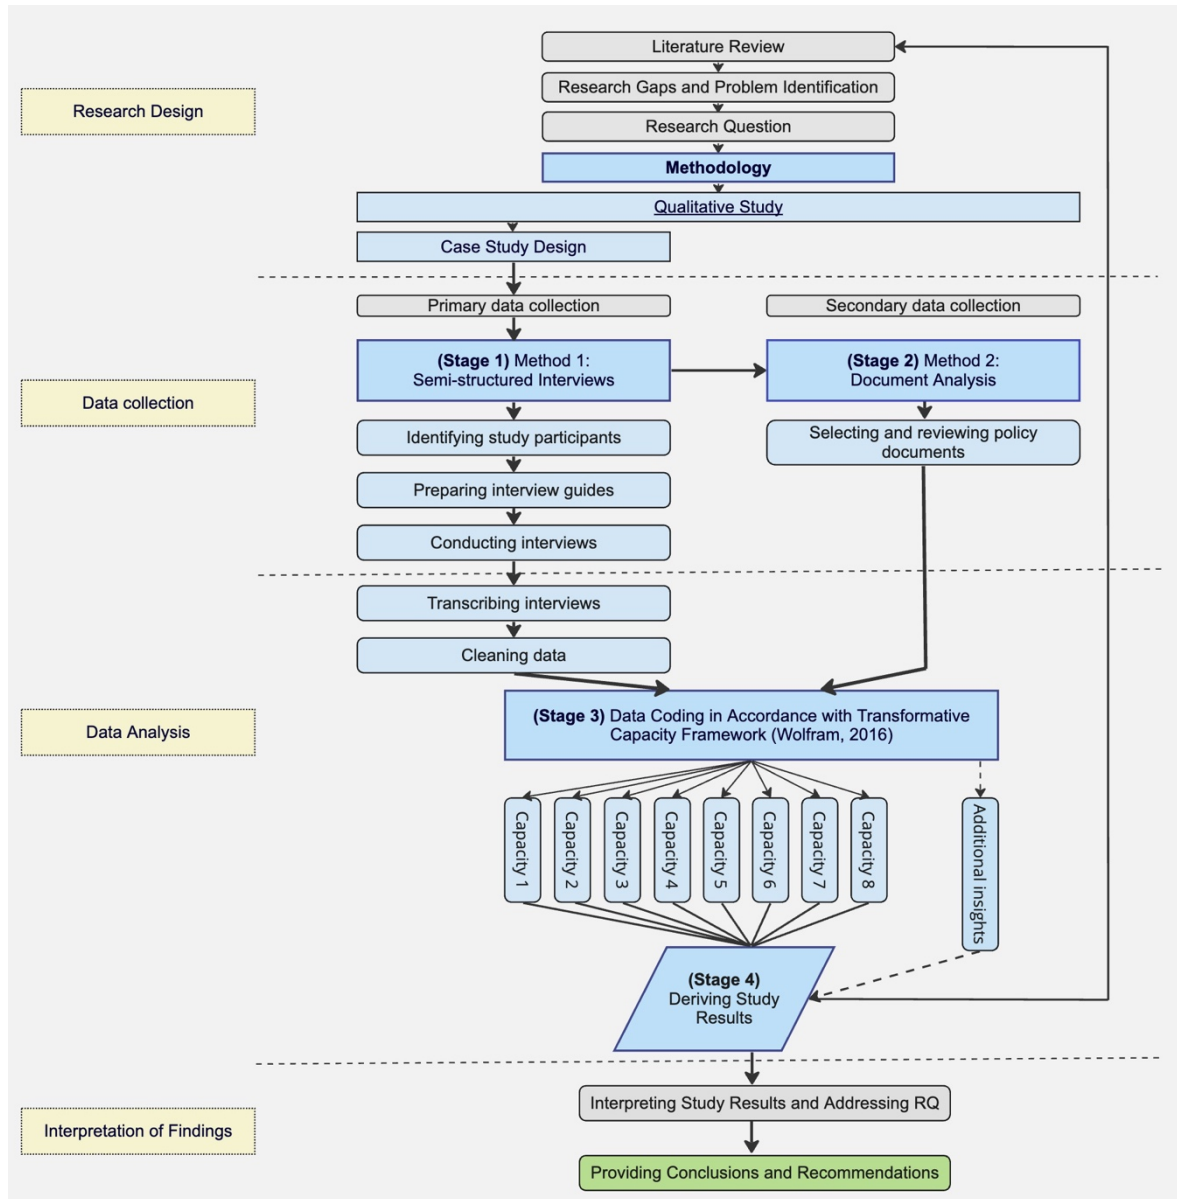 Literature Review
Research Gaps and Problem Identification
Research Design
Research Question
Methodology
Qualitative Study
Case Study Design
Primary data collection
Secondary data collection
(Stage 1) Method 1:
Semi-structured Interviews
(Stage 2) Method 2:
Document Analysis
Data collection
Identifying study participants
Selecting and reviewing policy
documents
Preparing interview guides
Conducting interviews
Transcribing interviews
Cleaning data
Data Analysis
(Stage 3) Data Coding in Accordance with Transformative
Capacity Framework (Wolfram, 2016)
Capacity 1
Capacity 2
Capacity 3
Capacity 4
Capacity 5
Capacity 6
Capacity 7
Capacity 8
Additional insights
(Stage 4)
Deriving Study
Results
Interpreting Study Results and Addressing RQ
Interpretation of Findings
Providing Conclusions and Recommendations